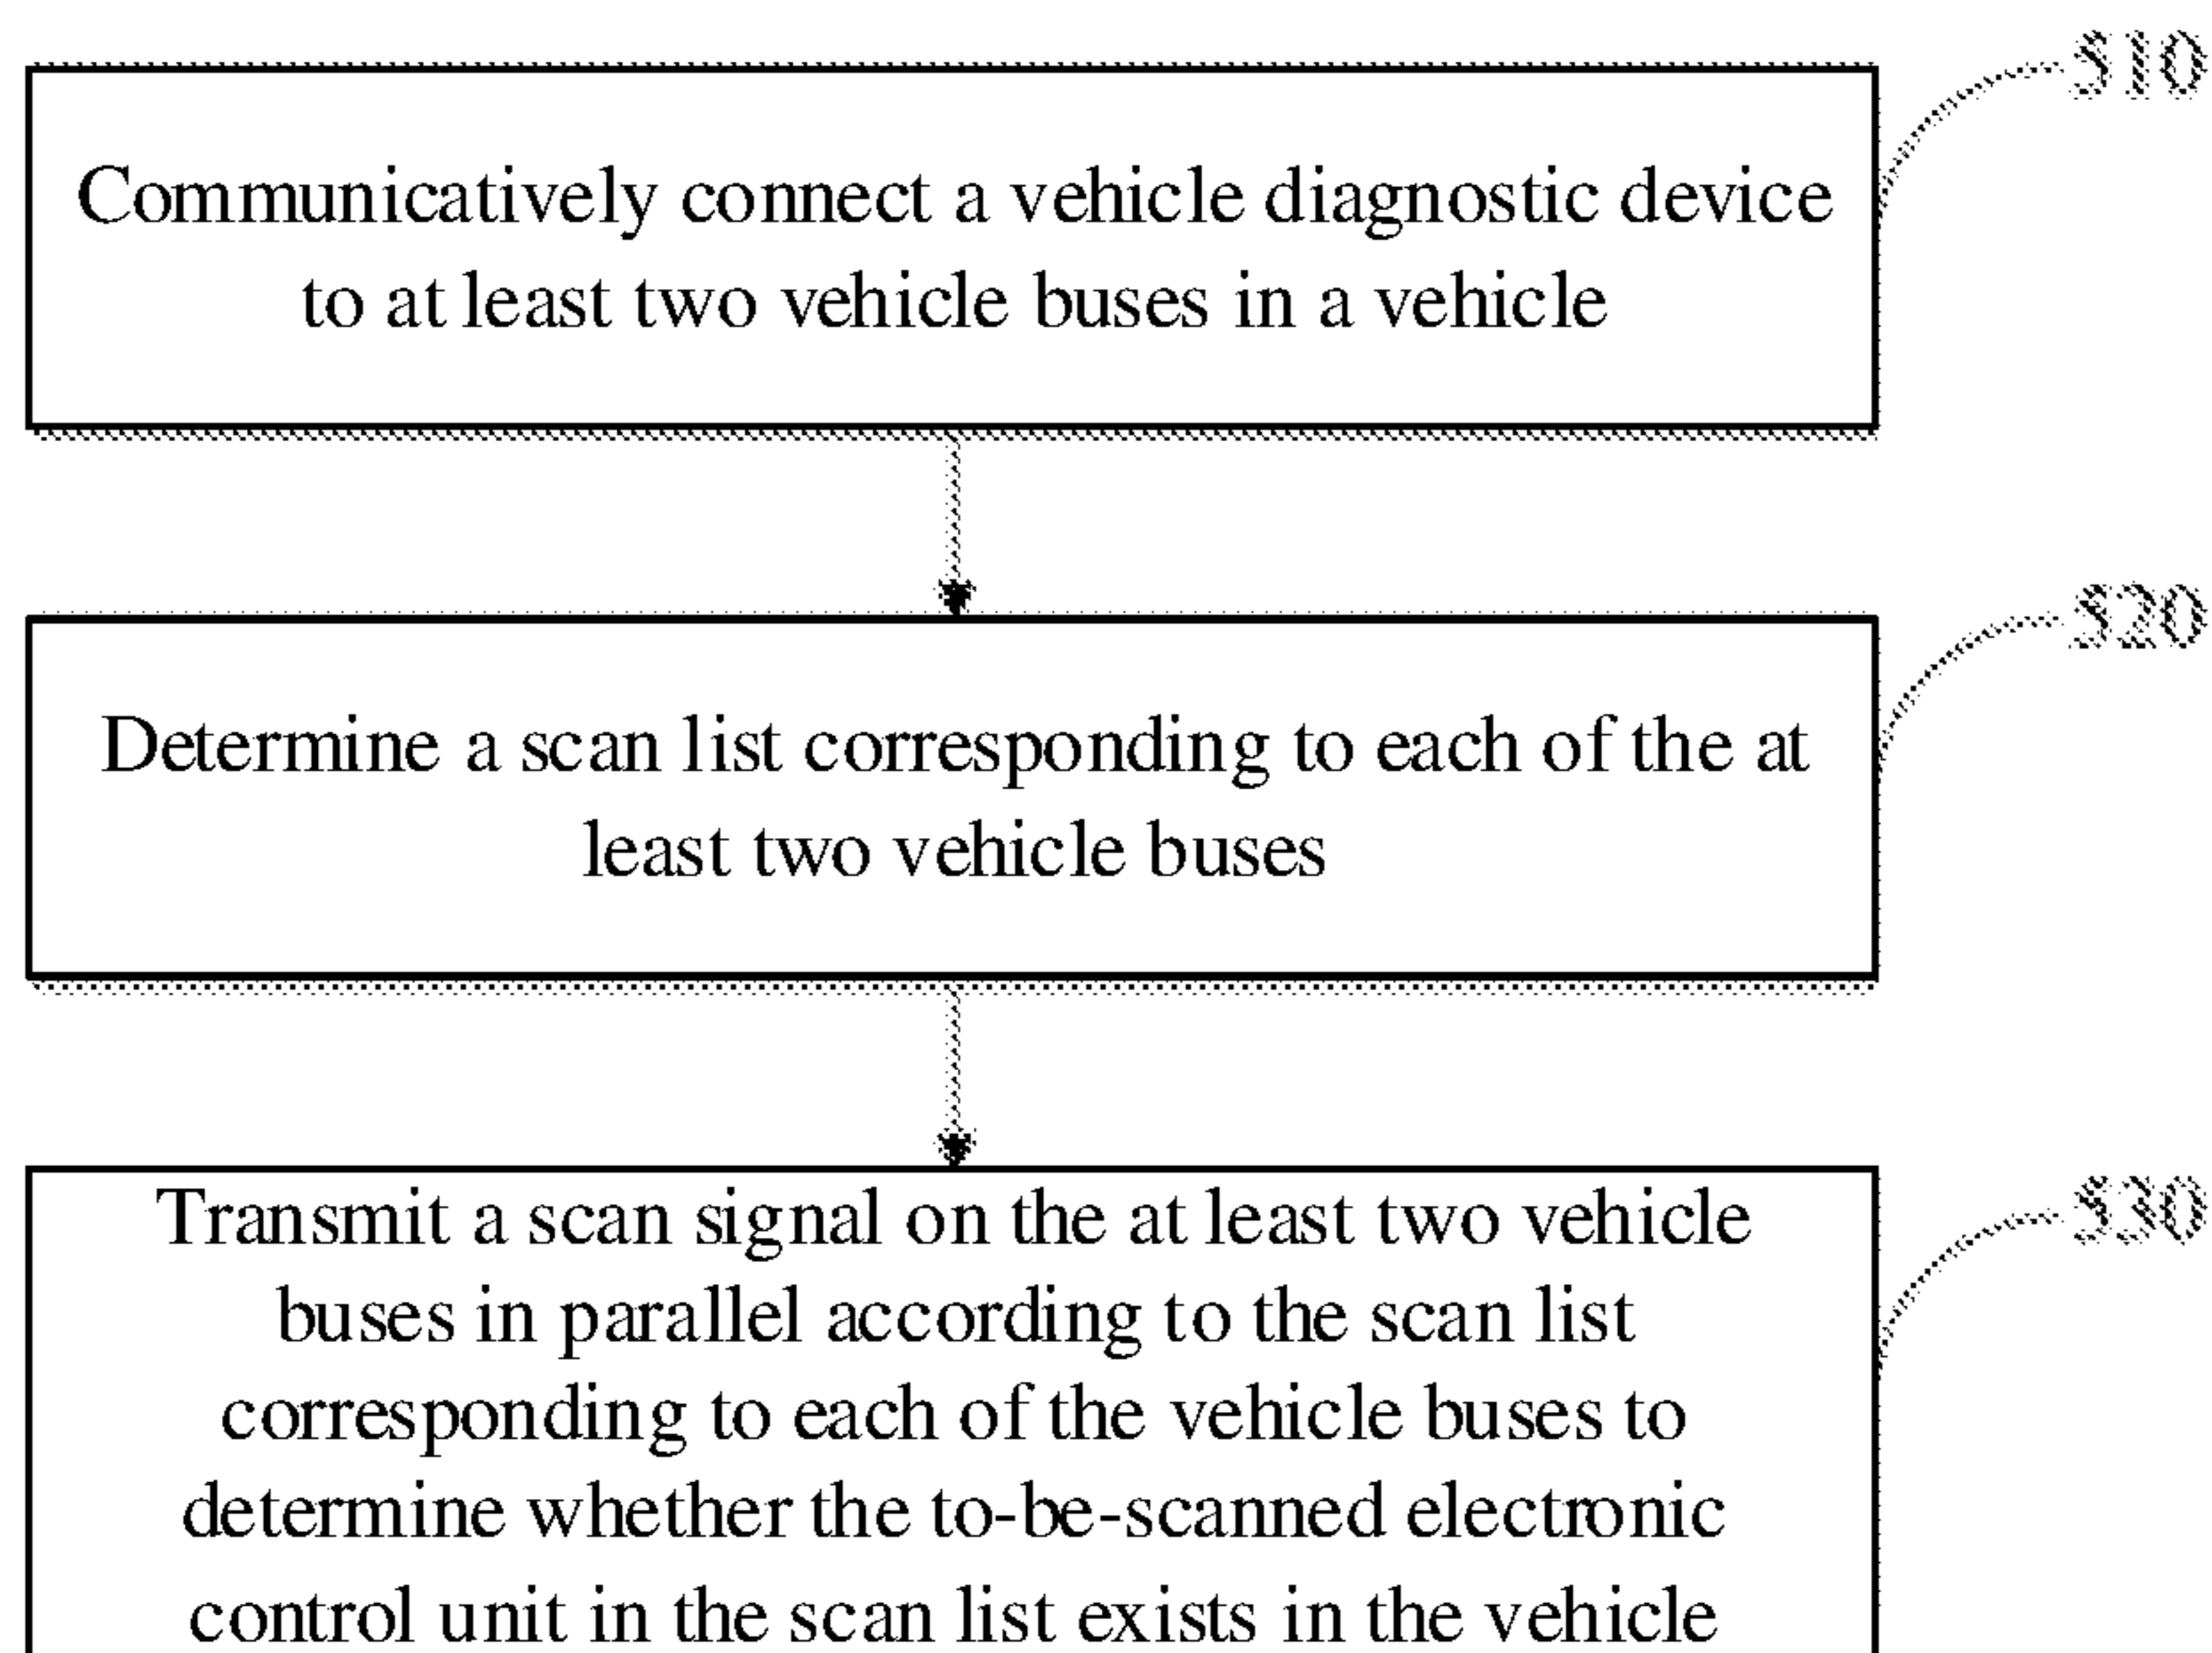 S10
Communicatively connect a vehicle diagnostic device
to at least two vehicle buses in a vehicle
S20
Determine a scan list corresponding to each of the at
least two vehicle buses
S30
Transmit a scan signal on the at least two vehicle
buses in parallel according to the scan list
corresponding to each of the vehicle buses to
determine whether the to-be-scanned electronic
control unit in the scan list exists in the vehicle